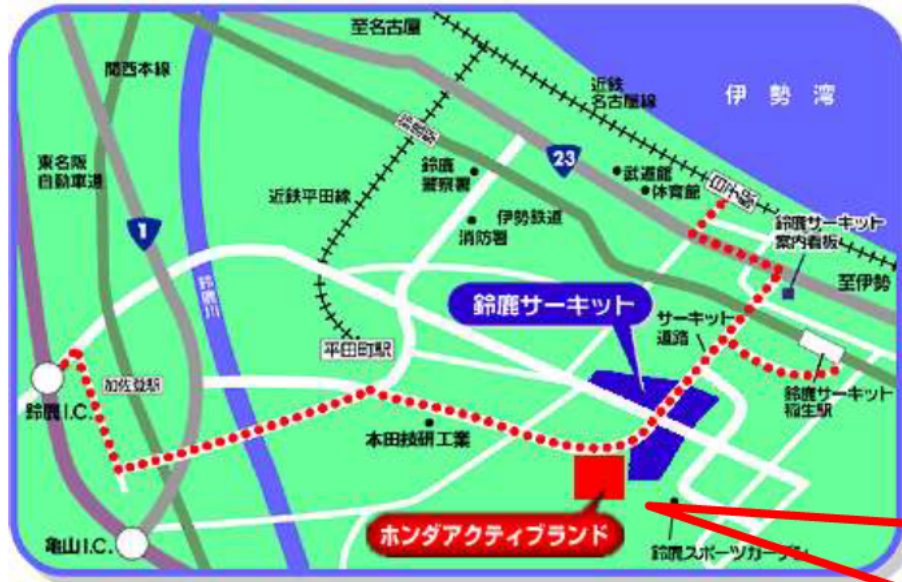 至名古屋
関西本線
近鉄
名古屋線
伊勢湾
鈴鹿駅
東名阪
自動車道
23
鈴鹿
警察署
武道館
体育館
白子駅
近鉄平田線
1
伊勢鉄道
消防署
鈴鹿サーキット
案内看板
至伊勢
鈴鹿川
鈴鹿サーキット
サーキット
道路
平田町駅
加佐登駅
鈴鹿I.C.
鈴鹿サーキット
稲生駅
本田技研工業
ホンダアクティブランド
亀山I.C.
鈴鹿スポーツガーデン